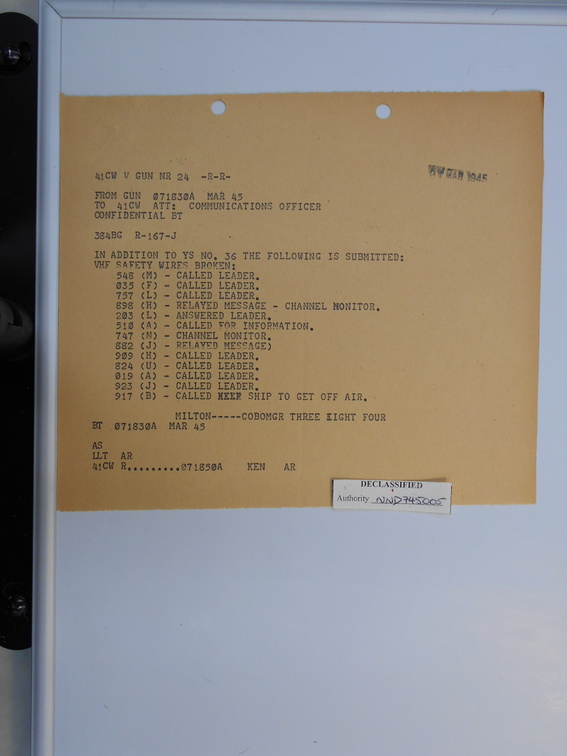 41CW V GUN NR 24 -R-R-
MAR 1945
FROM GUN 071830A MAR 45
TO 41CW ATT: COMMUNICATIONS OFFICER
CONFIDENTIAL BT
384BG R-167-J
IN ADDITION TO YS NO. 36 THE FOLLOWING IS SUBMITTED:
VHF SAFETY WIRES BROKEN:
548 (M) - CALLED LEADER.
035 (F) - CALLED LEADER.
757 (L) - CALLED LEADER.
898 (H) - RELAYED MESSAGE - CHANNEL MONITOR.
203 (L) - ANSWERED LEADER.
510 (A) - CALLED FOR INFORMATION.
747 (N) - CHANNEL MONITOR.
882 (J) - RELAYED MESSAGE)
909 (H) - CALLED LEADER.
824 (U) - CALLED LEADER.
019 (A) - CALLED LEADER.
923 (J) - CALLED LEADER.
917 (B) - CALLED SHIP TO GET OFF AIR.
MILTON-----COBOMGR THREE EIGHT FOUR
BT 071830A MAR 45
AS
LLT AR
41CW R.........071850A KEN AR
DECLASSIFIED
Authority NND745005